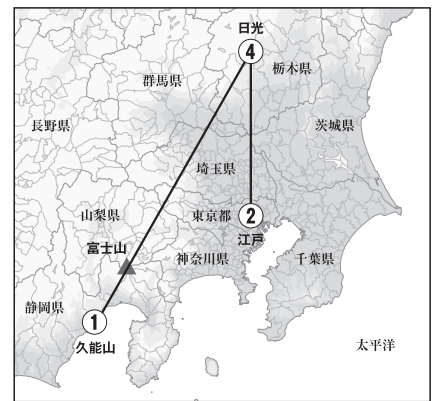 日光
4
栃木県
群馬県
長野県
茨城県
埼玉県
山梨県
東京都
2
江戸
富士山
神奈川県
千葉県
静岡県
1
久能山
太平洋